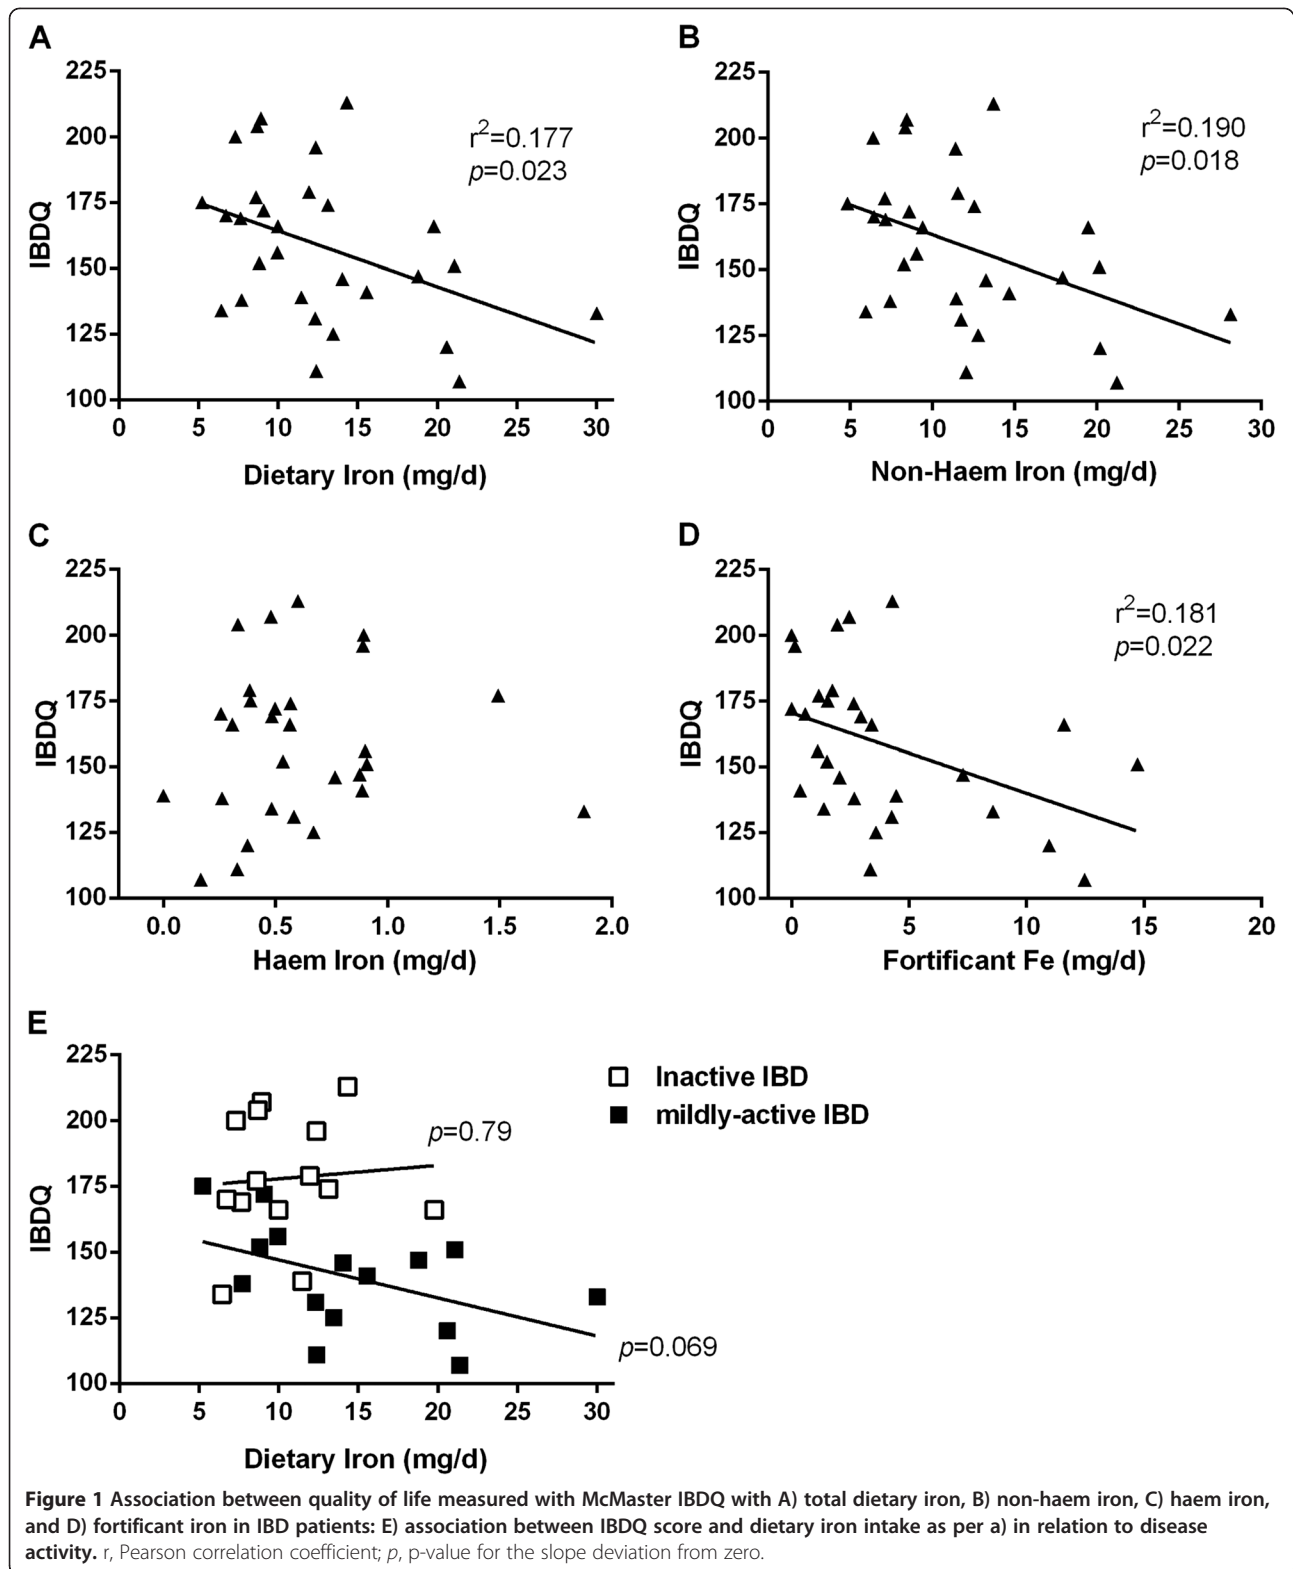 A
225
200
175
150
125
100
IBDQ
r2=0.177
p=0.023
0 5 10 15 20 25 30
Dietary Iron (mg/d)
B
225
200
175
150
125
100
IBDQ
r2=0.190
p=0.018
0 5 10 15 20 25 30
Non-Haem Iron (mg/d)
C
225
200
175
150
125
100
IBDQ
0.0 0.5 1.0 1.5 2.0
Haem Iron (mg/d)
D
225
200
175
150
125
100
IBDQ
r2=0.181
p=0.022
0 5 10 15 20
Fortificant Fe (mg/d)
E
225
200
175
150
125
100
IBDQ
Inactive IBD
mildly-active IBD
p=0.79
p=0.069
0 5 10 15 20 25 30
Dietary Iron (mg/d)
Figure 1 Association between quality of life measured with McMaster IBDQ with A) total dietary iron, B) non-haem iron, C) haem iron,
and D) fortificant iron in IBD patients: E) association between IBDQ score and dietary iron intake as per a) in relation to disease
activity. r, Pearson correlation coefficient; p, p-value for the slope deviation from zero.